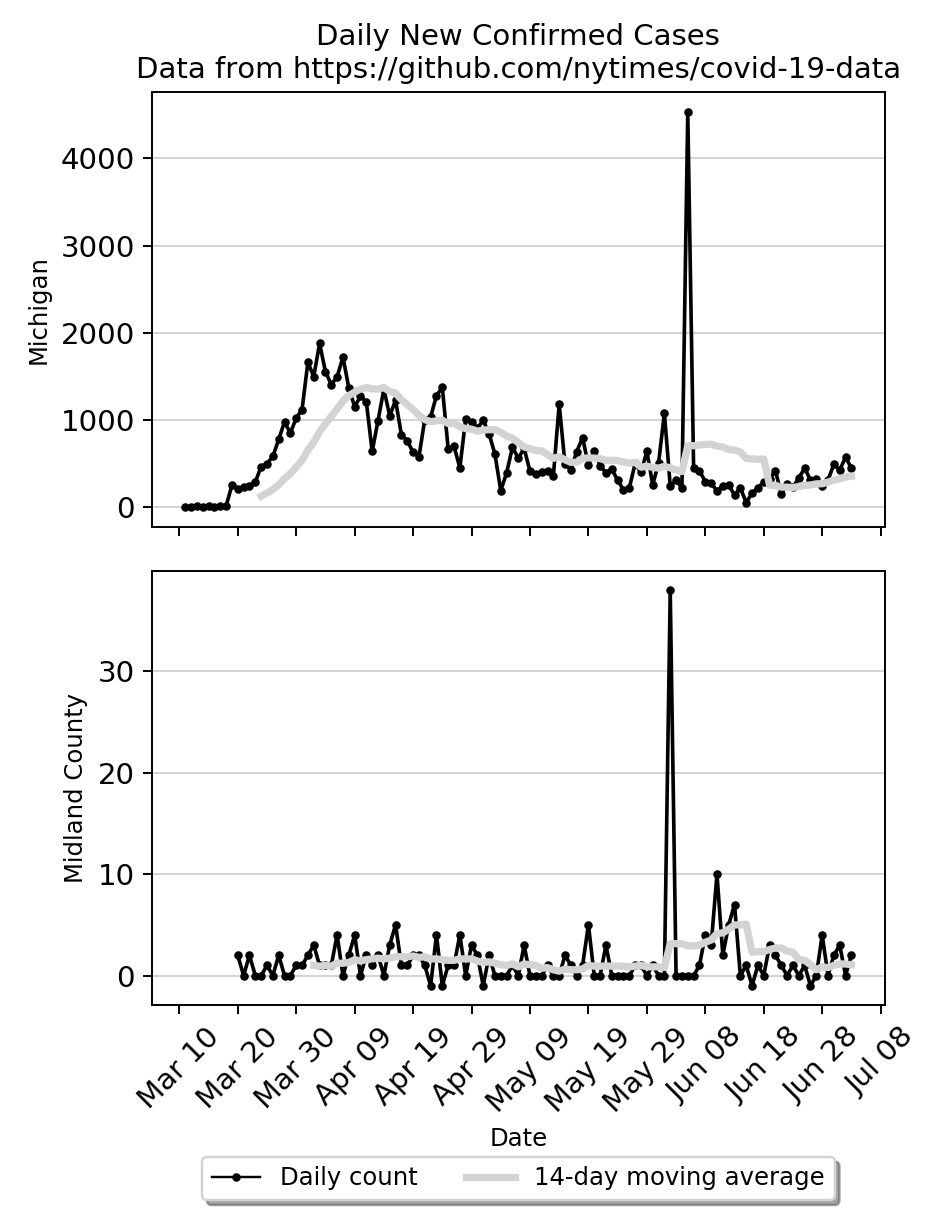 Daily New Confirmed Cases
Data from https://github.com/nytimes/covid-19-data
Michigan
4000
3000
2000
1000
0
Midland County
30
20
10
0
Mar 10
Mar 20
Mar 30
Apr 09
Apr 19
Apr 29
May 09
May 19
May 29
Jun 08
Jun 18
Jun 28
Jul 08
Date
Daily count
14-day moving average